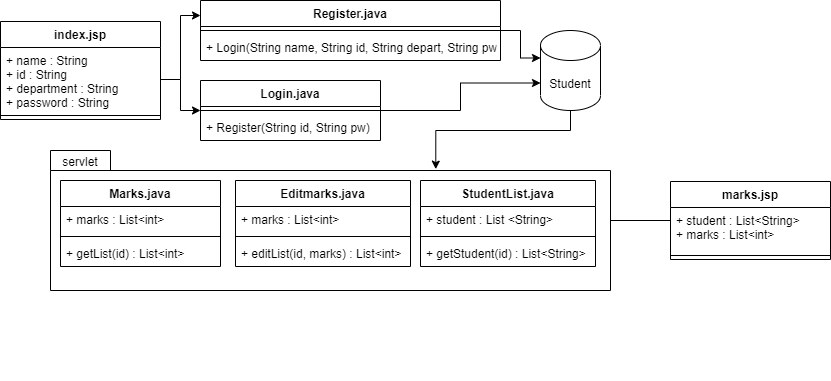 Register.java
+ Login(String name, String id, String depart, String pw
index.jsp
+ name : String
+ id : String
+ department : String
+ password : String
Login.java
+ Register(String id, String pw)
Student
servlet
Marks.java
+ marks : List<int>
+ getList(id) : List<int>
Editmarks.java
+ marks : List<int>
+ editList(id, marks) : List<int>
StudentList.java
+ student : List <String>
+ getStudent(id) : List<String>
marks.jsp
+ student : List<String>
+ marks : List<int>